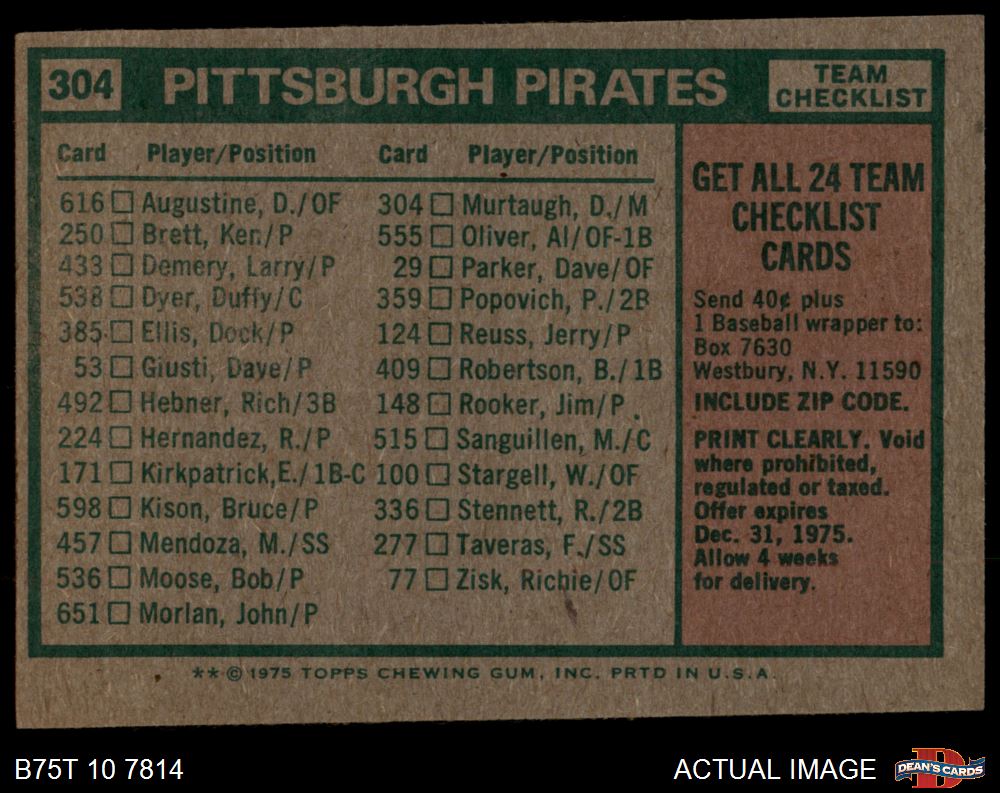 304 PITTSBURGH PIRATES TEAM CHECKLIST
Card Player/Position
616 □ Augustine, D./OF
250 □ Brett, Ken/P
433 □ Demery, Larry/P
538 □ Dyer, Duffy/C
385 □ Ellis, Dock/P
53 □ Giusti, Dave/P
492 □ Hebner, Rich/3B
224 □ Hernandez, R./P
171 □ Kirkpatrick,E./1B-C
598 □ Kison, Bruce/P
457 □ Mendoza, M./SS
536 □ Moose, Bob/P
651 □ Morlan, John/P
Card Player/Position
304 □ Murtaugh, D./M
555 □ Oliver, Al/OF-1B
29 □ Parker, Dave/OF
359 □ Popovich, P./2B
124 □ Reuss, Jerry/P
409 □ Robertson, B./1B
148 □ Rooker, Jim/P
515 □ Sanguillen, M./C
100 □ Stargell, W./OF
336 □ Stennett, R./2B
277 □ Taveras, F./SS
77 □ Zisk, Richie/OF
GET ALL 24 TEAM
CHECKLIST
CARDS
Send 40¢ plus
1 Baseball wrapper to:
Box 7630
Westbury, N.Y. 11590
INCLUDE ZIP CODE.
PRINT CLEARLY. Void
where prohibited,
regulated or taxed.
Offer expires
Dec. 31, 1975.
Allow 4 weeks
for delivery.
**©1975 TOPPS CHEWING GUM, INC. PRTD IN U.S.A.
B75T 10 7814
ACTUAL IMAGE
DEAN'S CARDS